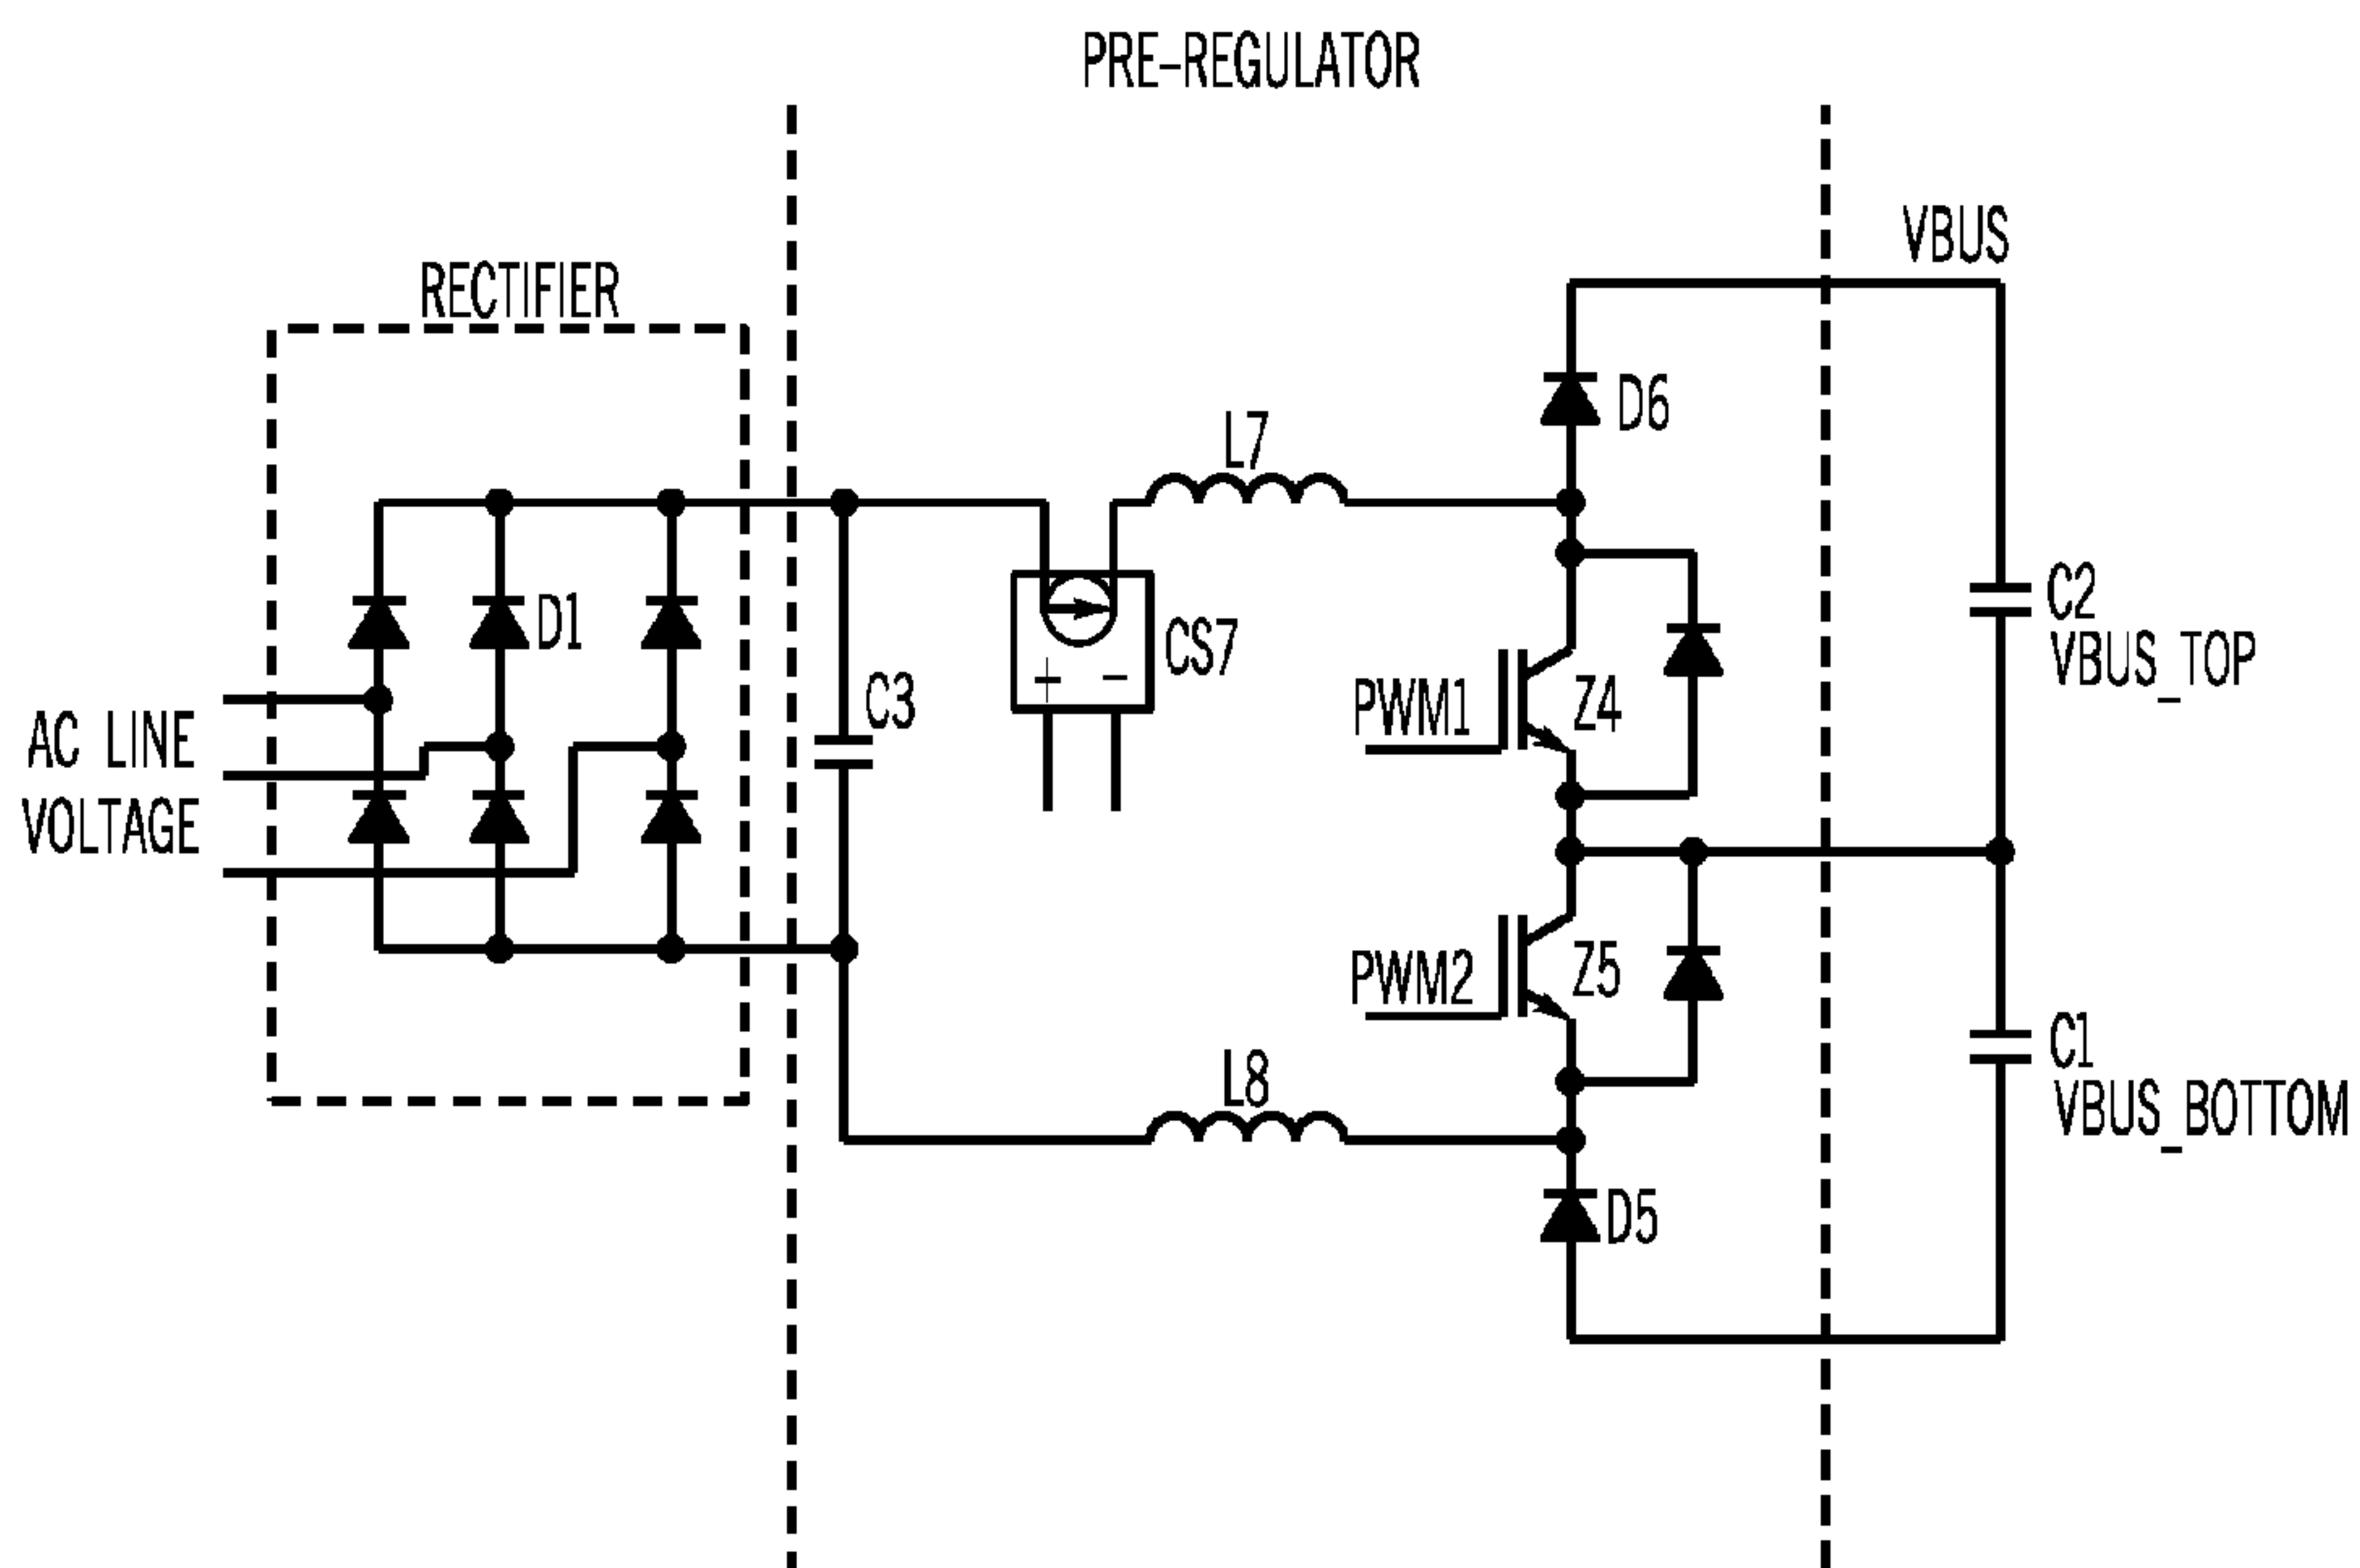 PRE-REGULATOR
VBUS
RECTIFIER
D6
L7
D1
C2
VBUS_TOP
CS7
+ -
C3
PWM1
Z4
AC LINE
VOLTAGE
PWM2
Z5
C1
VBUS_BOTTOM
L8
D5